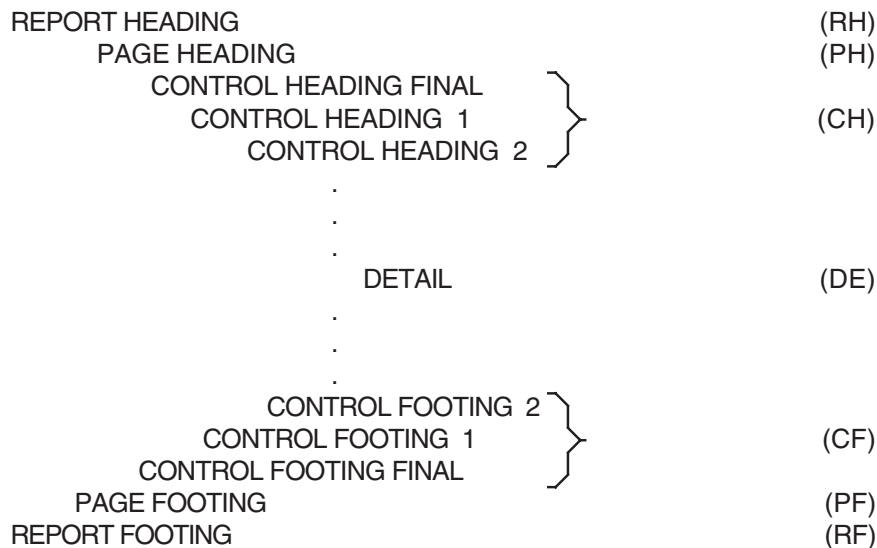 REPORT HEADING (RH)
PAGE HEADING (PH)
CONTROL HEADING FINAL
CONTROL HEADING 1 (CH)
CONTROL HEADING 2
.
.
.
DETAIL (DE)
.
.
.
CONTROL FOOTING 2
CONTROL FOOTING 1 (CF)
CONTROL FOOTING FINAL
PAGE FOOTING (PF)
REPORT FOOTING (RF)